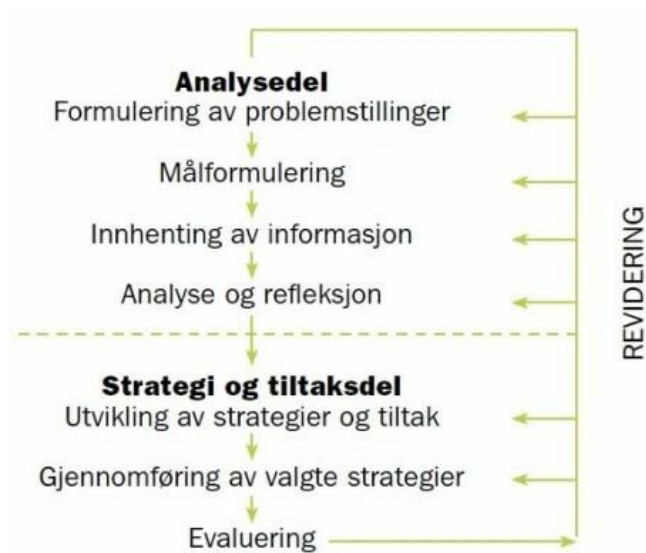 Analysedel
Formulering av problemstillinger
Målformulering
Innhenting av informasjon
Analyse og refleksjon
Strategi og tiltaksdel
Utvikling av strategier og tiltak
Gjennomføring av valgte strategier
Evaluering
REVIDERING